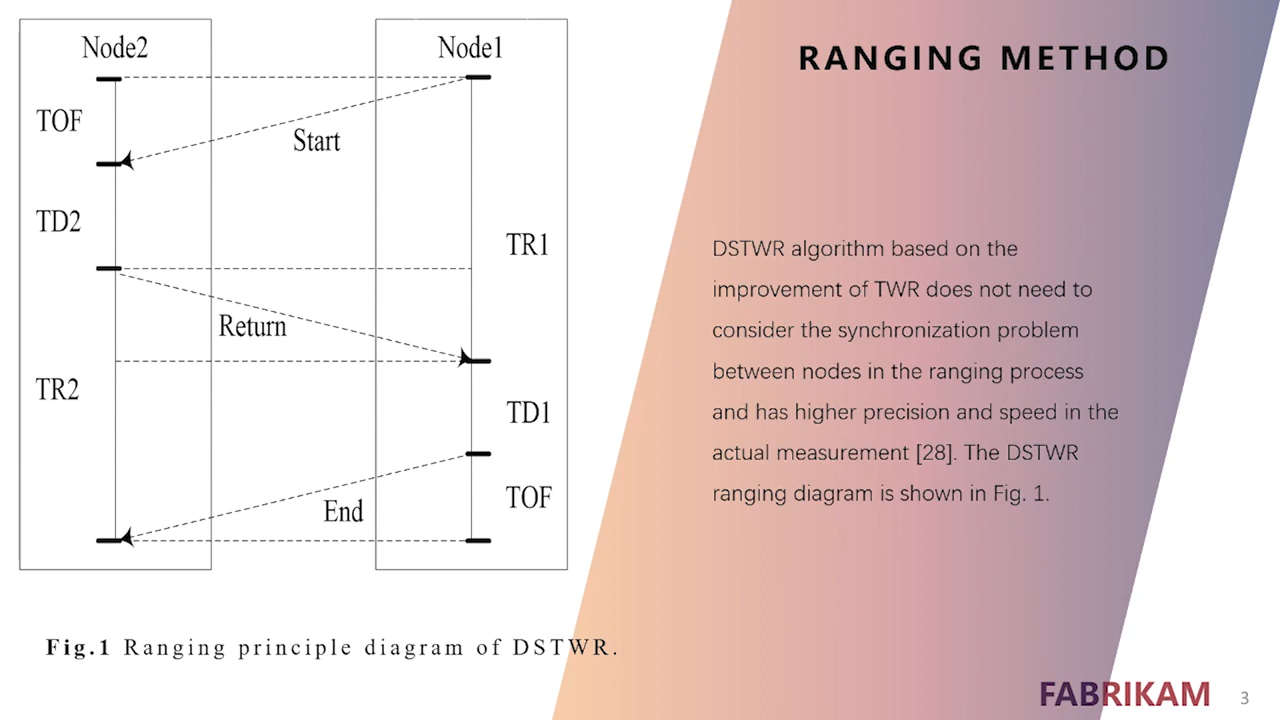 Node2
Node1
RANGING METHOD
TOF
Start
TD2
TR1
DSTWR algorithm based on the
improvement of TWR does not need to
consider the synchronization problem
between nodes in the ranging process
and has higher precision and speed in the
actual measurement [28]. The DSTWR
ranging diagram is shown in Fig. 1.
Return
TR2
TD1
TOF
End
Fig.1 Ranging principle diagram of DSTWR.
FABRIKAM
3